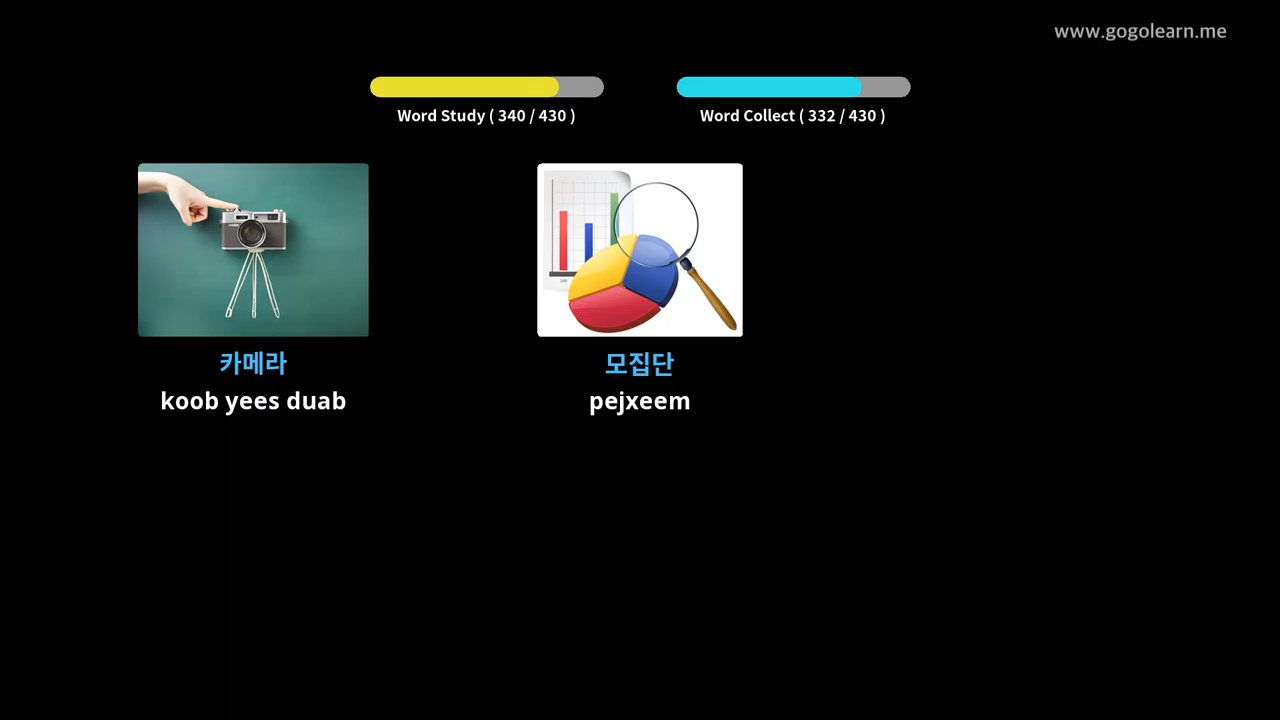 www.gogolearn.me
Word Study ( 340 / 430 )
Word Collect ( 332 / 430 )
카메라
koob yees duab
모집단
pejxeem